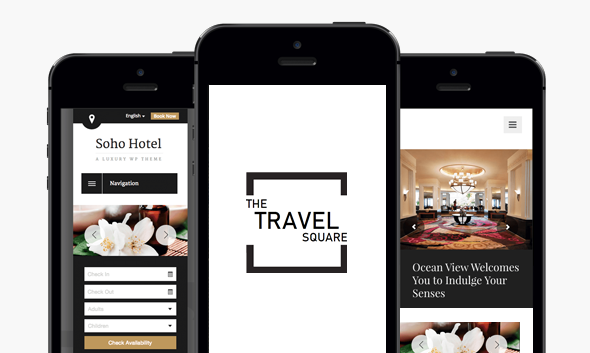 English
Book Now
Soho Hotel
A LUXURY WP THEME
Navigation
Check In
Check Out
Adults
Children
Check Availability
THE
TRAVEL
SQUARE
Ocean View Welcomes
You to Indulge Your
Senses